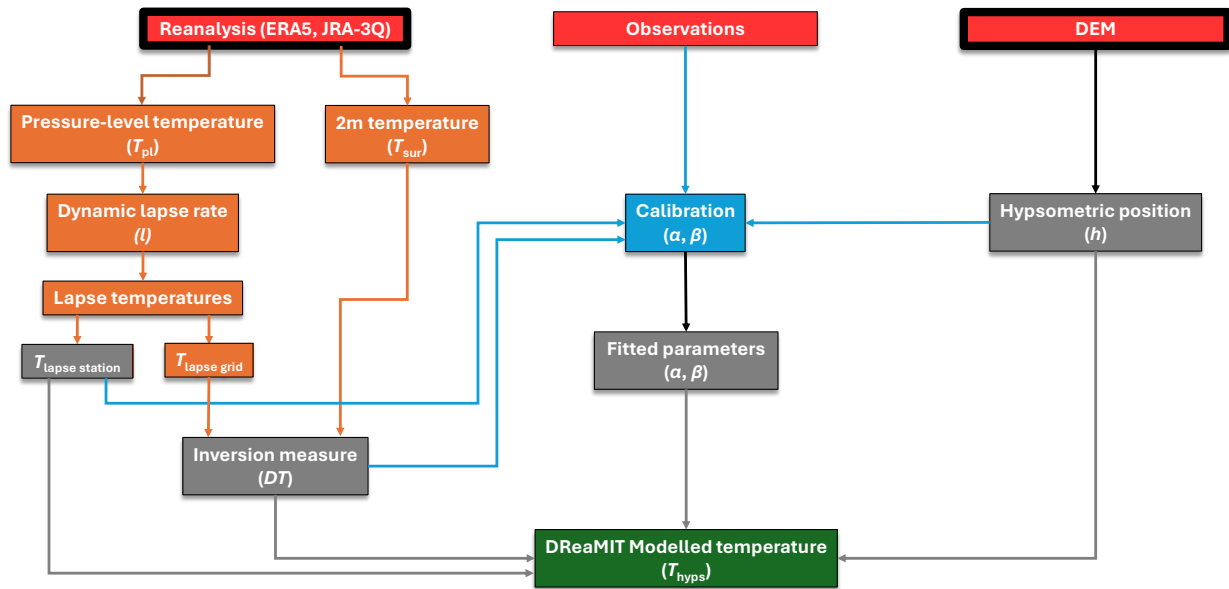 Reanalysis (ERA5, JRA-3Q)
Observations
DEM
Pressure-level temperature
(Tpl)
2m temperature
(Tsur)
Dynamic lapse rate
(l)
Calibration
(α, β)
Hypsometric position
(h)
Lapse temperatures
Tlapse station
Tlapse grid
Fitted parameters
(α, β)
Inversion measure
(DT)
DReaMIT Modelled temperature
(Thyps)